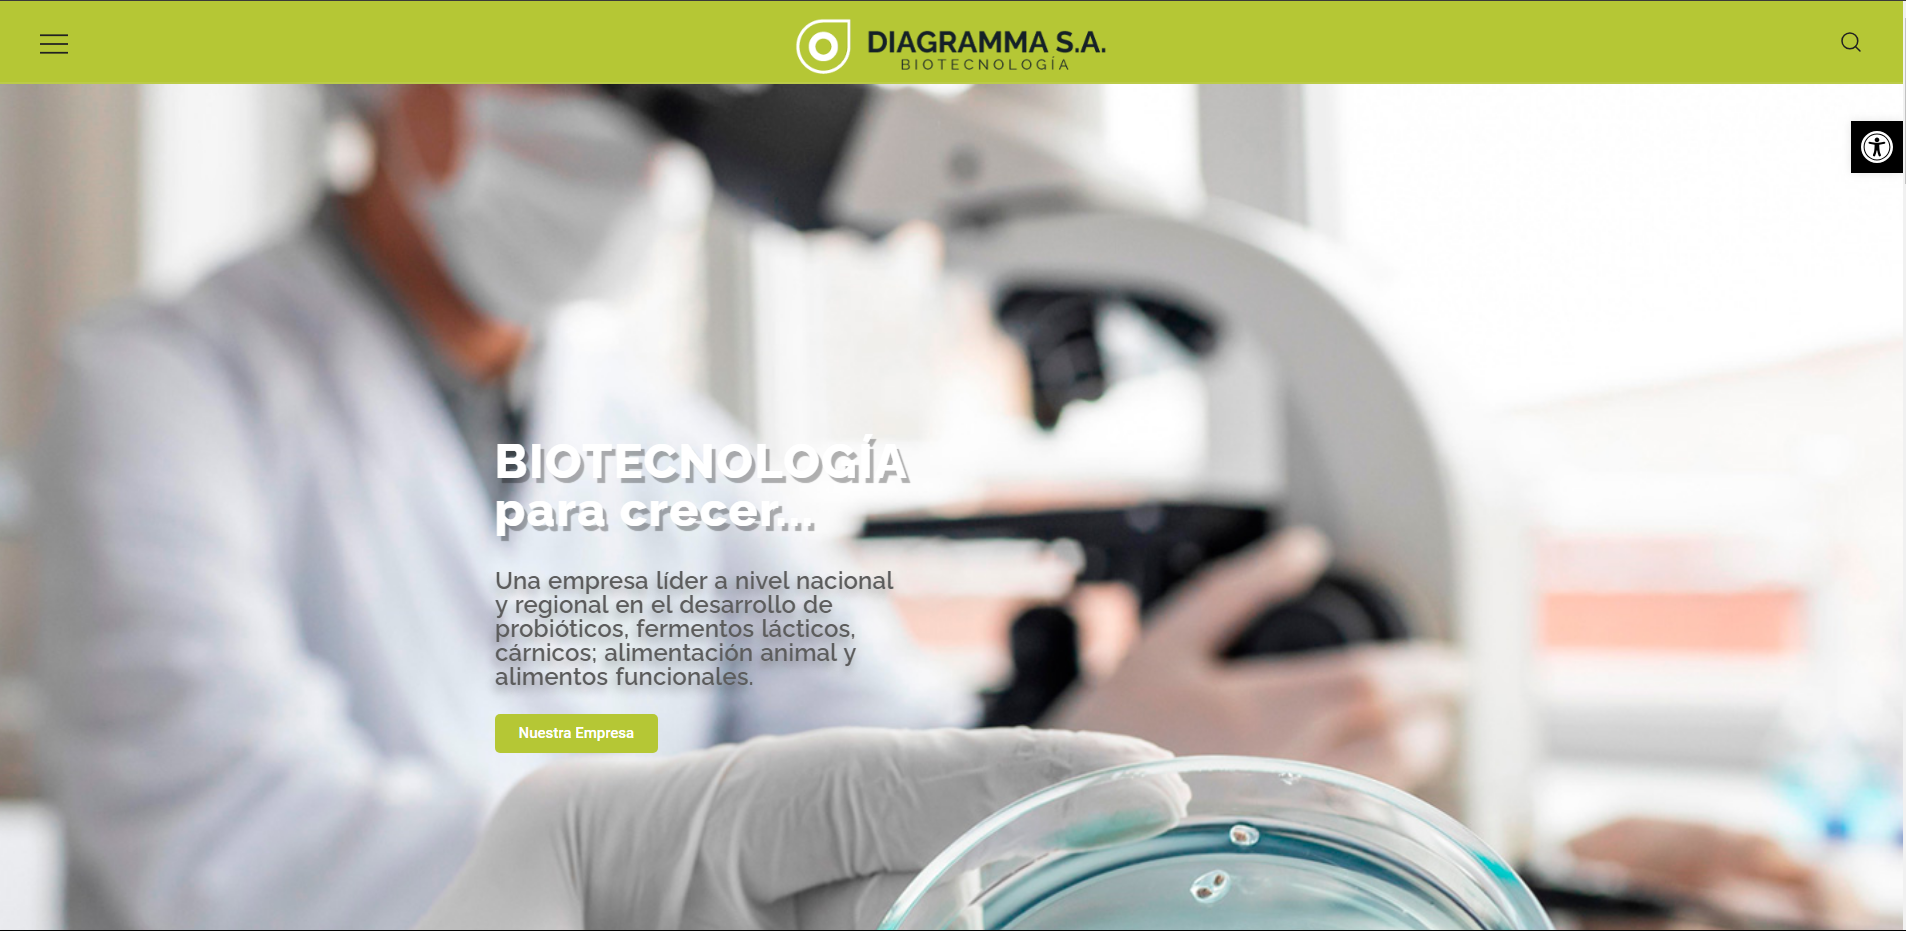 DIAGRAMMA S.A.
BIOTECNOLOGÍA
BIOTECNOLOGÍA
para crecer...
Una empresa líder a nivel nacional
y regional en el desarrollo de
probióticos, fermentos lácticos,
cárnicos; alimentación animal y
alimentos funcionales.
Nuestra Empresa